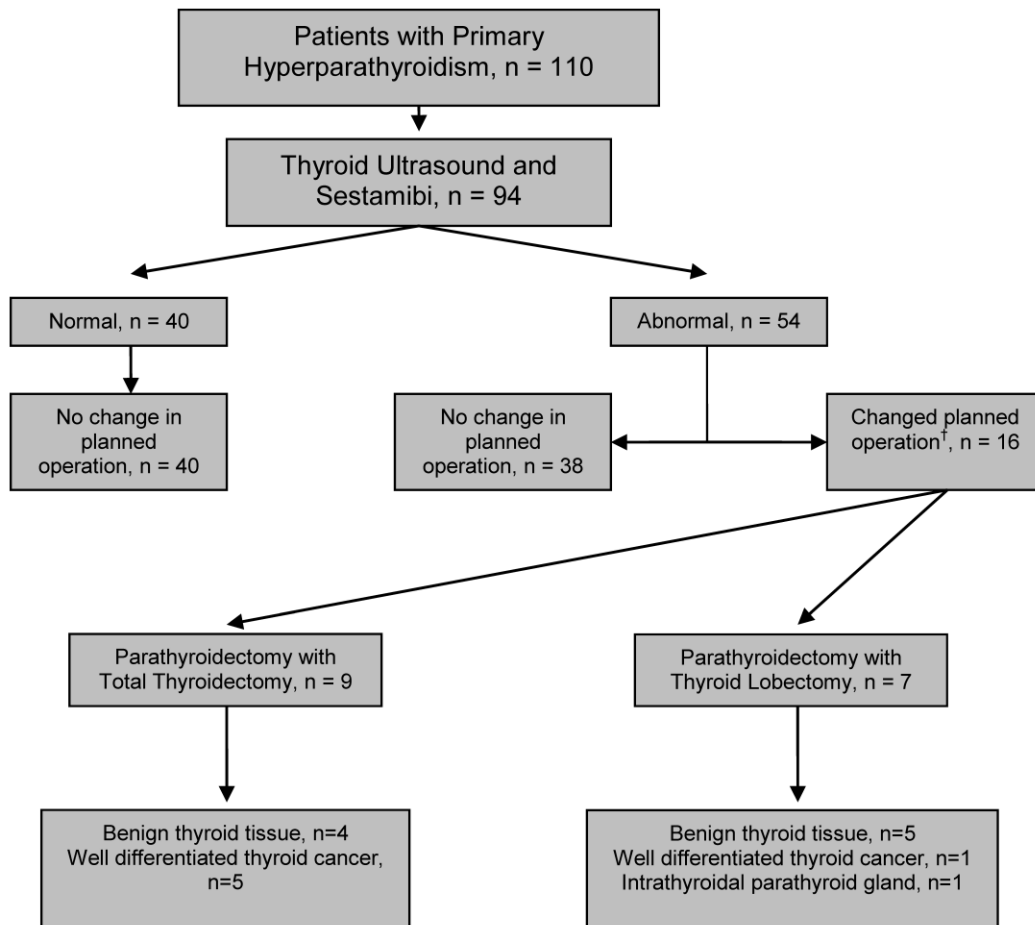 Patients with Primary
Hyperparathyroidism, n = 110
Thyroid Ultrasound and
Sestamibi, n = 94
Normal, n = 40
Abnormal, n = 54
No change in
planned
operation, n = 40
No change in
planned
operation, n = 38
Changed planned
operation†, n = 16
Parathyroidectomy with
Total Thyroidectomy, n = 9
Parathyroidectomy with
Thyroid Lobectomy, n = 7
Benign thyroid tissue, n=4
Well differentiated thyroid cancer,
n=5
Benign thyroid tissue, n=5
Well differentiated thyroid cancer, n=1
Intrathyroidal parathyroid gland, n=1